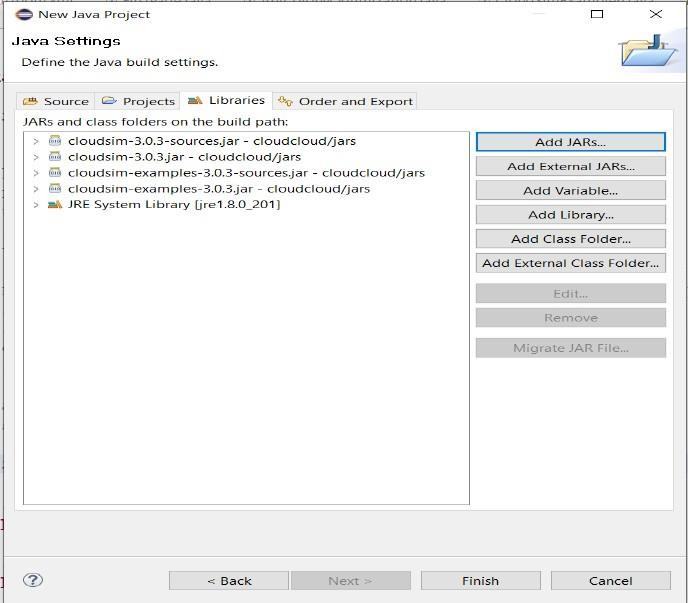 New Java Project
Java Settings
Define the Java build settings.
Source Projects Libraries Order and Export
JARs and class folders on the build path:
cloudsim-3.0.3-sources.jar - cloudcloud/jars
cloudsim-3.0.3.jar - cloudcloud/jars
cloudsim-examples-3.0.3-sources.jar - cloudcloud/jars
cloudsim-examples-3.0.3.jar - cloudcloud/jars
JRE System Library [jre1.8.0_201]
Add JARs...
Add External JARs...
Add Variable...
Add Library...
Add Class Folder...
Add External Class Folder...
Edit...
Remove
Migrate JAR File...
? < Back Next > Finish Cancel